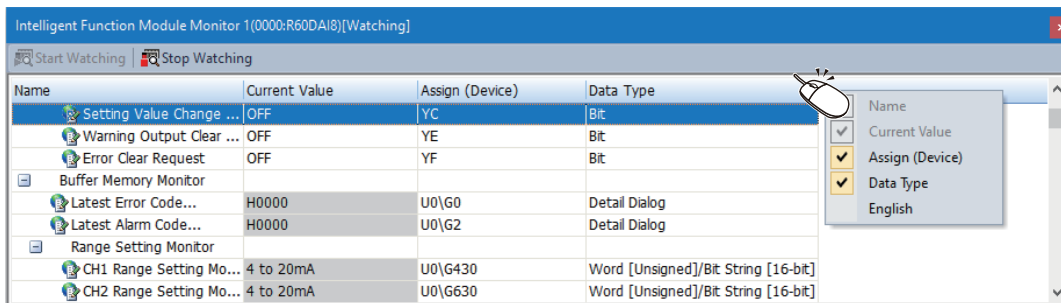 Intelligent Function Module Monitor 1(0000:R60DAI8)[Watching]
Start Watching Stop Watching
Name Current Value Assign (Device) Data Type
Setting Value Change ... OFF YC Bit
Warning Output Clear ... OFF YE Bit
Error Clear Request OFF YF Bit
Buffer Memory Monitor
Latest Error Code... H0000 U0\G0 Detail Dialog
Latest Alarm Code... H0000 U0\G2 Detail Dialog
Range Setting Monitor
CH1 Range Setting Mo... 4 to 20mA U0\G430 Word [Unsigned]/Bit String [16-bit]
CH2 Range Setting Mo... 4 to 20mA U0\G630 Word [Unsigned]/Bit String [16-bit]
Name
Current Value
Assign (Device)
Data Type
English